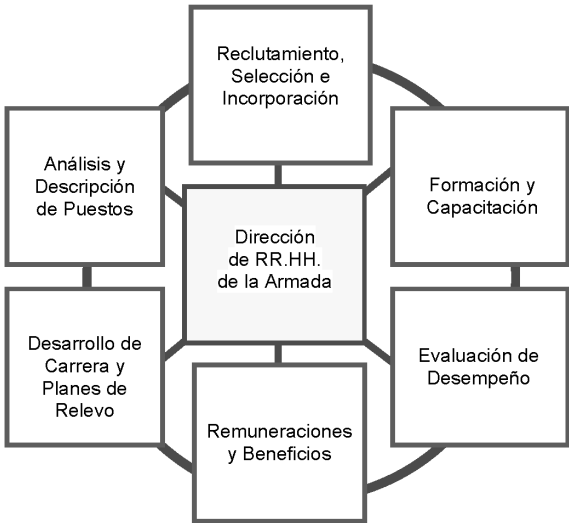 Reclutamiento,
Selección e
Incorporación
Análisis y
Descripción
de Puestos
Formación y
Capacitación
Dirección
de RR.HH.
de la Armada
Desarrollo de
Carrera y
Planes de
Relevo
Evaluación de
Desempeño
Remuneraciones
y Beneficios